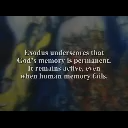 Exodus underscores that
God's memory is permanent.
It remains active, even
when human memory fails.